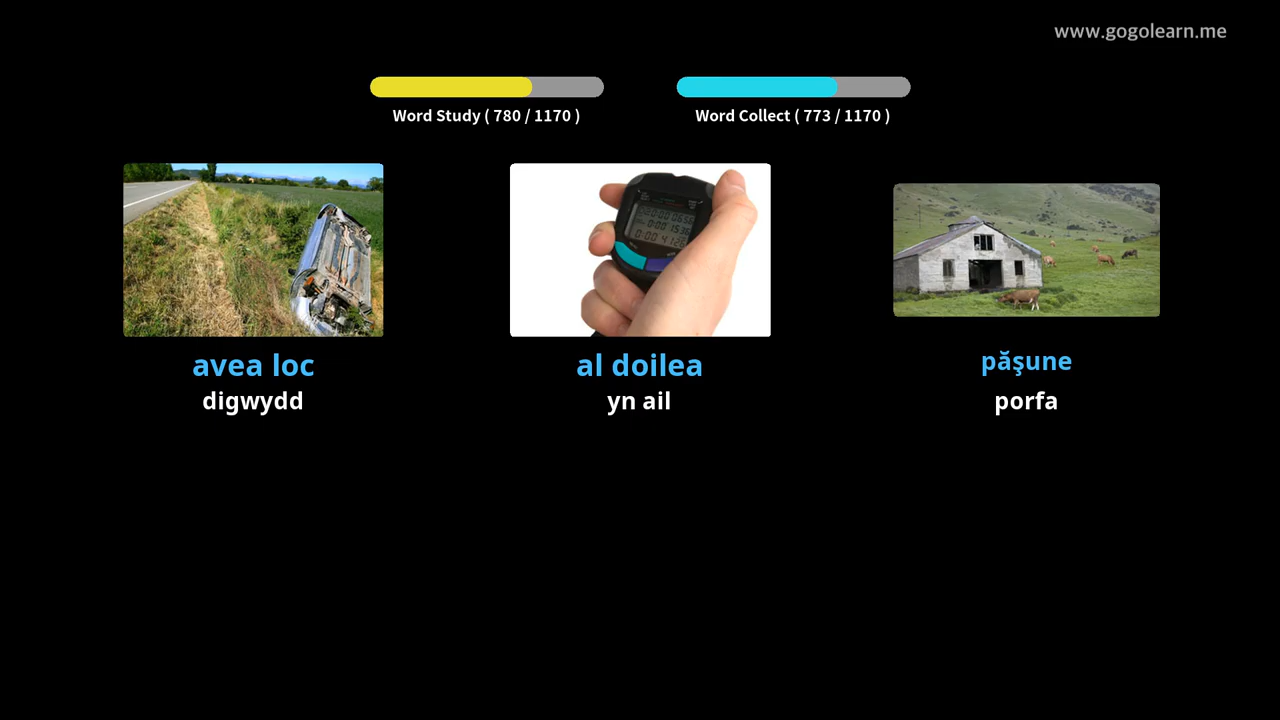 www.gogolearn.me
Word Study ( 780 / 1170 )
Word Collect ( 773 / 1170 )
avea loc
digwydd
al doilea
yn ail
păşune
porfa